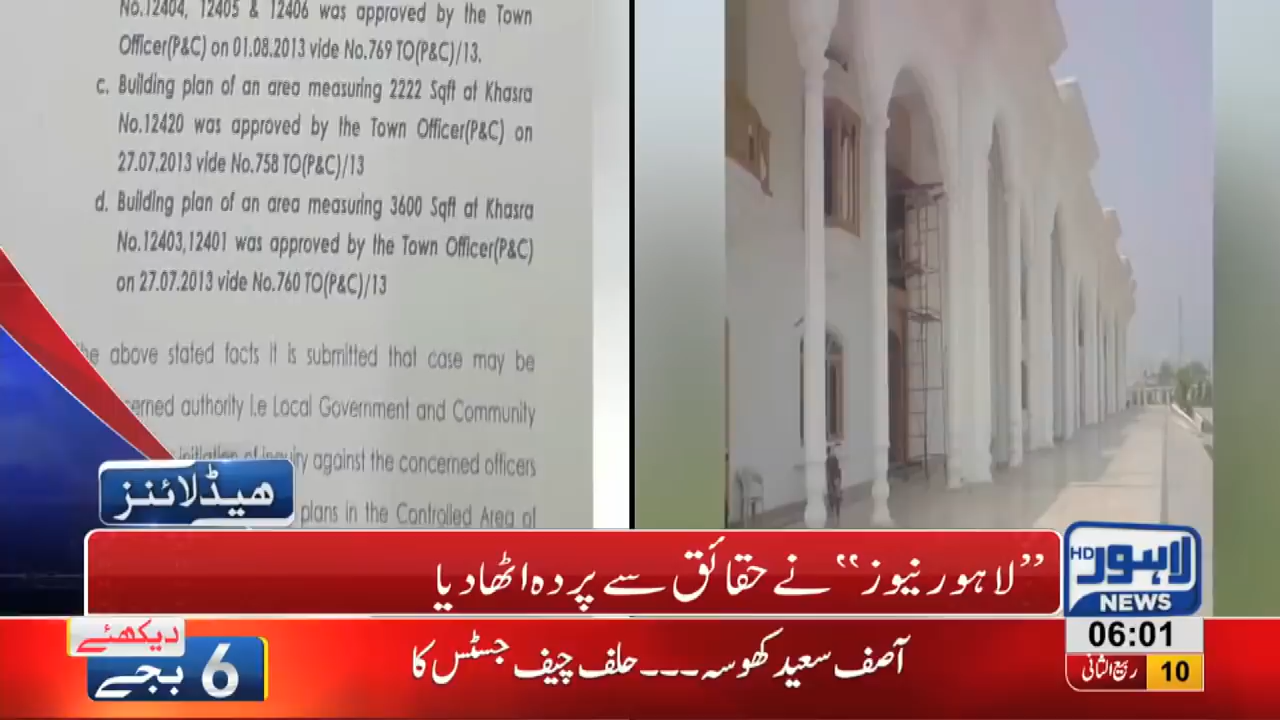 No.12404, 12405 & 12406 was approved by the Town
Officer(P&C) on 01.08.2013 vide No.769 TO(P&C)/13.
c. Building plan of an area measuring 2222 Sqft at Khasra
No.12420 was approved by the Town Officer(P&C) on
27.07.2013 vide No.758 TO(P&C)/13
d. Building plan of an area measuring 3600 Sqft at Khasra
No.12403,12401 was approved by the Town Officer(P&C)
on 27.07.2013 vide No.760 TO(P&C)/13
above stated facts it is submitted that case may be
authority i.e Local Government and Community
initiation of inquiry against the concerned officers
plans in the Controlled Area of
ھیڈلائنز
”لاہور نیوز“ نے حقائق سے پردہ اٹھا دیا
HD لاہور
NEWS
06:01
10 ربیع الثانی
دیکھئے
6 بجے
آصف سعید کھوسہ۔۔۔حلف چیف جسٹس کا